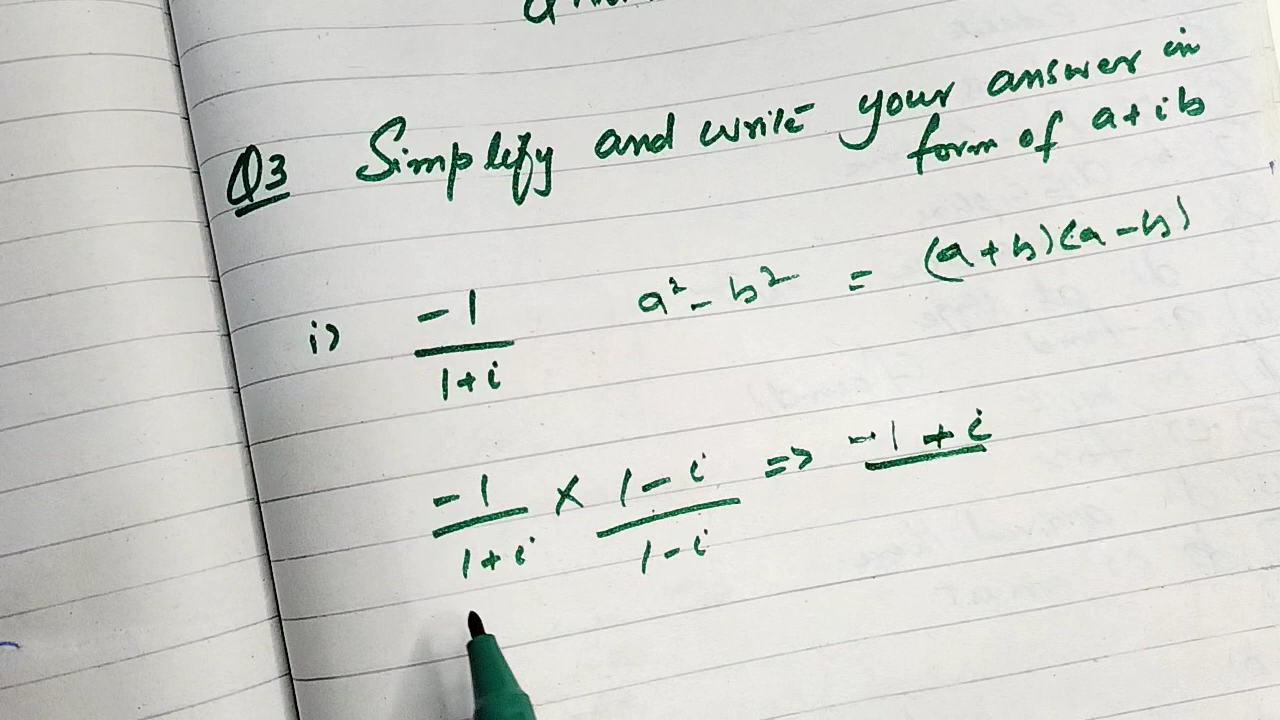 Q3 Simplify and write your answer in
form of a+ib
i) -1/1+i a²-b² = (a+b)(a-b)
-1/1+i × 1-i/1-i => -1+i